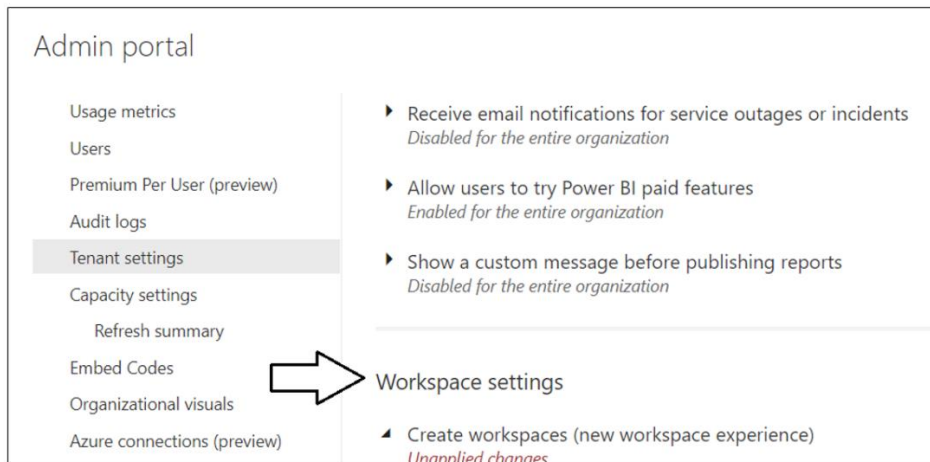 Admin portal
Usage metrics
Users
Premium Per User (preview)
Audit logs
Tenant settings
Capacity settings
Refresh summary
Embed Codes
Organizational visuals
Azure connections (preview)
Receive email notifications for service outages or incidents
Disabled for the entire organization
Allow users to try Power BI paid features
Enabled for the entire organization
Show a custom message before publishing reports
Disabled for the entire organization
Workspace settings
Create workspaces (new workspace experience)
Unapplied changes